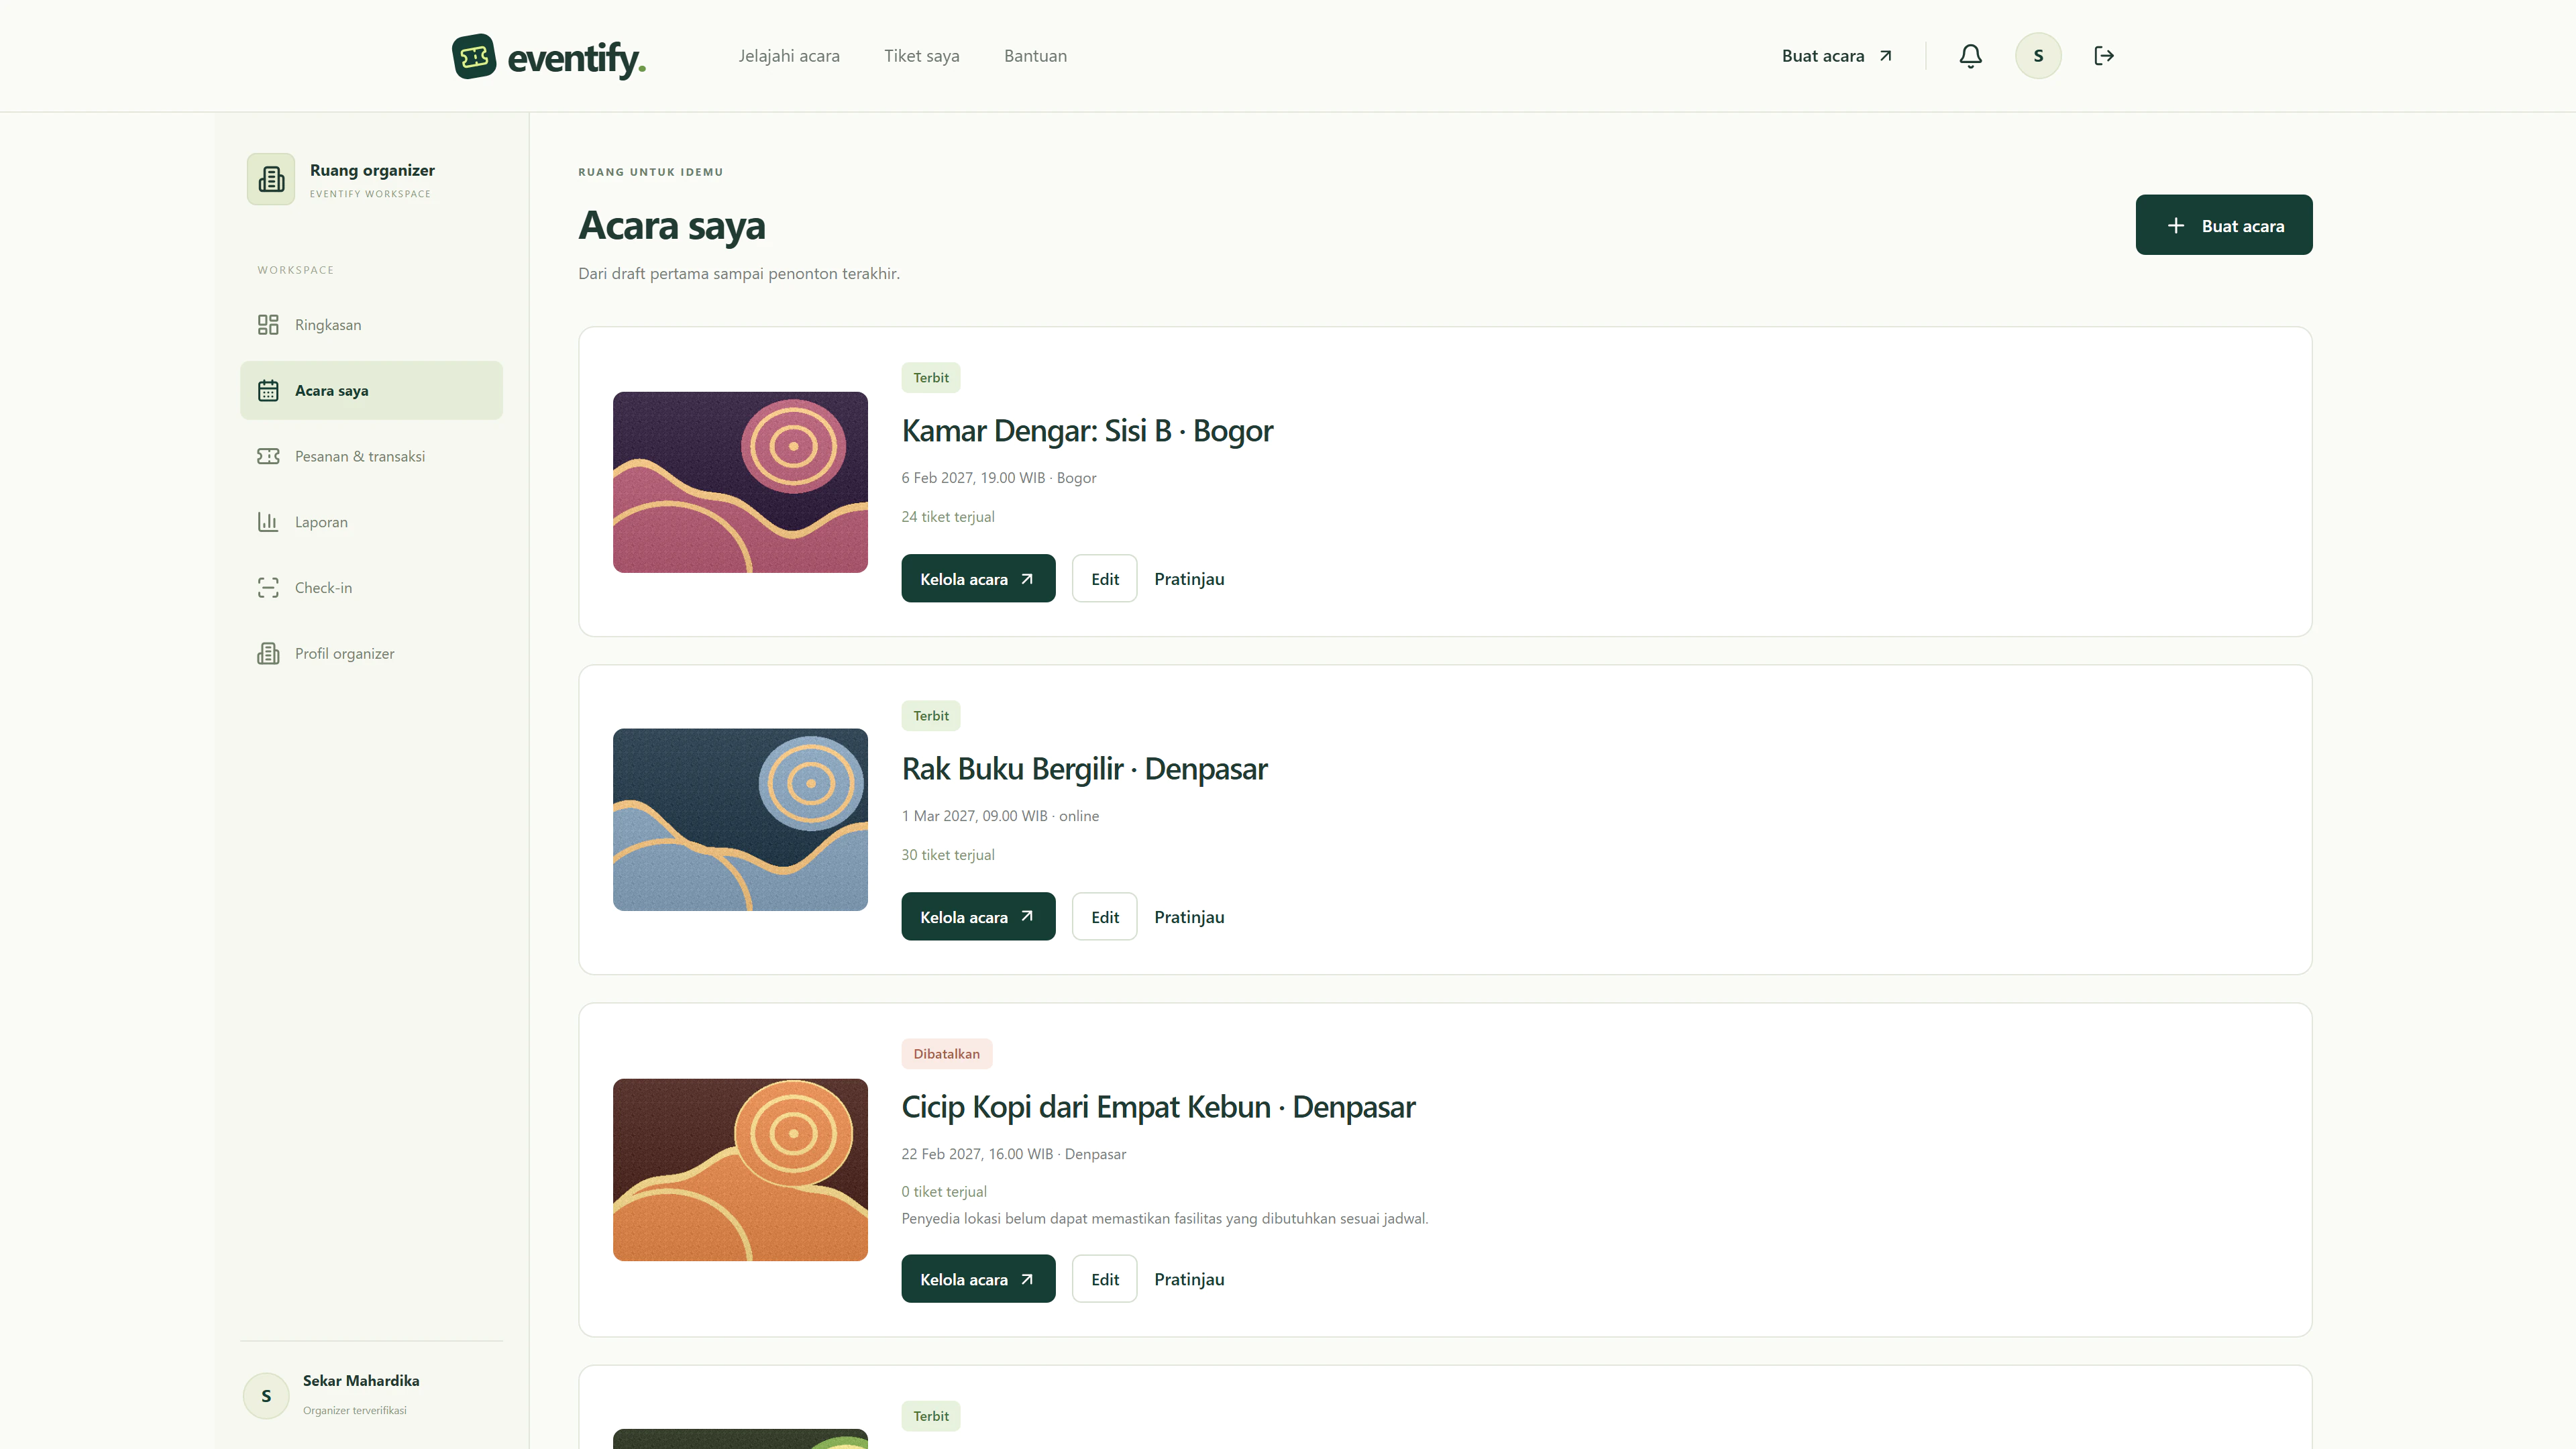 eventify.
Jelajahi acara
Tiket saya
Bantuan
Buat acara
S
Ruang organizer
EVENTIFY WORKSPACE
WORKSPACE
Ringkasan
Acara saya
Pesanan & transaksi
Laporan
Check-in
Profil organizer
Sekar Mahardika
S
Organizer terverifikasi
RUANG UNTUK IDEMU
Acara saya
Dari draft pertama sampai penonton terakhir.
Buat acara
Terbit
Kamar Dengar: Sisi B · Bogor
6 Feb 2027, 19.00 WIB · Bogor
24 tiket terjual
Kelola acara
Edit
Pratinjau
Terbit
Rak Buku Bergilir · Denpasar
1 Mar 2027, 09.00 WIB · online
30 tiket terjual
Kelola acara
Edit
Pratinjau
Dibatalkan
Cicip Kopi dari Empat Kebun · Denpasar
22 Feb 2027, 16.00 WIB · Denpasar
0 tiket terjual
Penyedia lokasi belum dapat memastikan fasilitas yang dibutuhkan sesuai jadwal.
Kelola acara
Edit
Pratinjau
Terbit